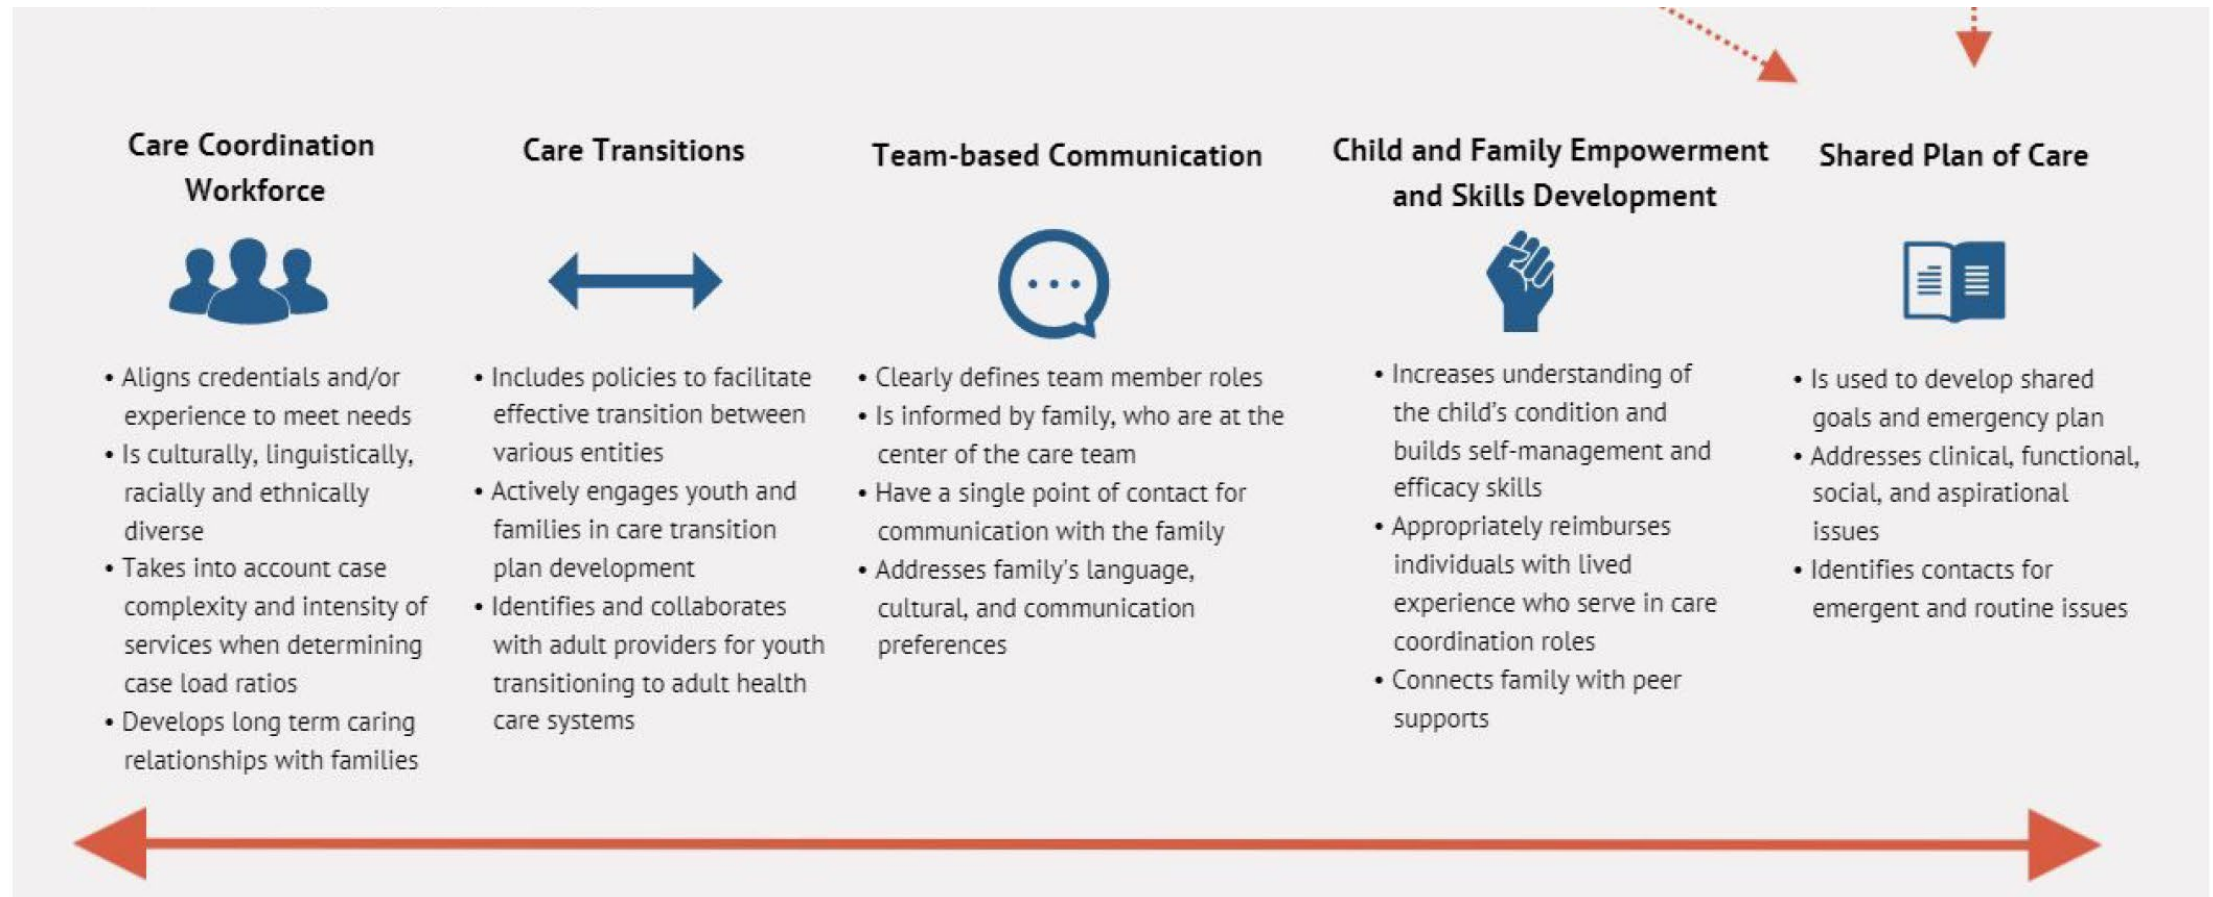 Care Coordination
Workforce
• Aligns credentials and/or
experience to meet needs
• Is culturally, linguistically,
racially and ethnically
diverse
• Takes into account case
complexity and intensity of
services when determining
case load ratios
• Develops long term caring
relationships with families
Care Transitions
• Includes policies to facilitate
effective transition between
various entities
• Actively engages youth and
families in care transition
plan development
• Identifies and collaborates
with adult providers for youth
transitioning to adult health
care systems
Team-based Communication
• Clearly defines team member roles
• Is informed by family, who are at the
center of the care team
• Have a single point of contact for
communication with the family
• Addresses family's language,
cultural, and communication
preferences
Child and Family Empowerment
and Skills Development
• Increases understanding of
the child's condition and
builds self-management and
efficacy skills
• Appropriately reimburses
individuals with lived
experience who serve in care
coordination roles
• Connects family with peer
supports
Shared Plan of Care
• Is used to develop shared
goals and emergency plan
• Addresses clinical, functional,
social, and aspirational
issues
• Identifies contacts for
emergent and routine issues